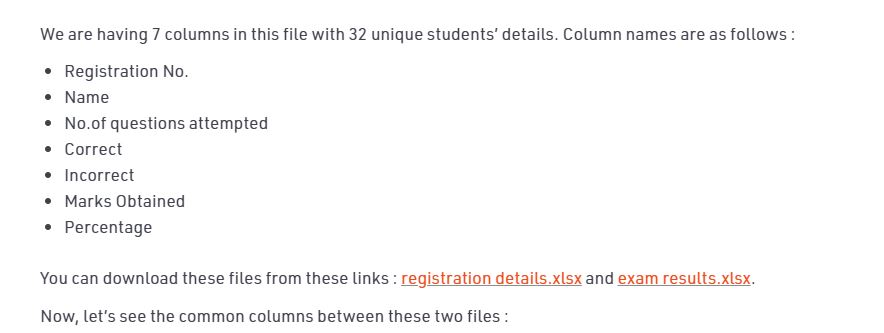 We are having 7 columns in this file with 32 unique students’ details. Column names are as follows :
• Registration No.
• Name
• No.of questions attempted
• Correct
• Incorrect
• Marks Obtained
• Percentage
You can download these files from these links : registration details.xlsx and exam results.xlsx.
Now, let’s see the common columns between these two files :